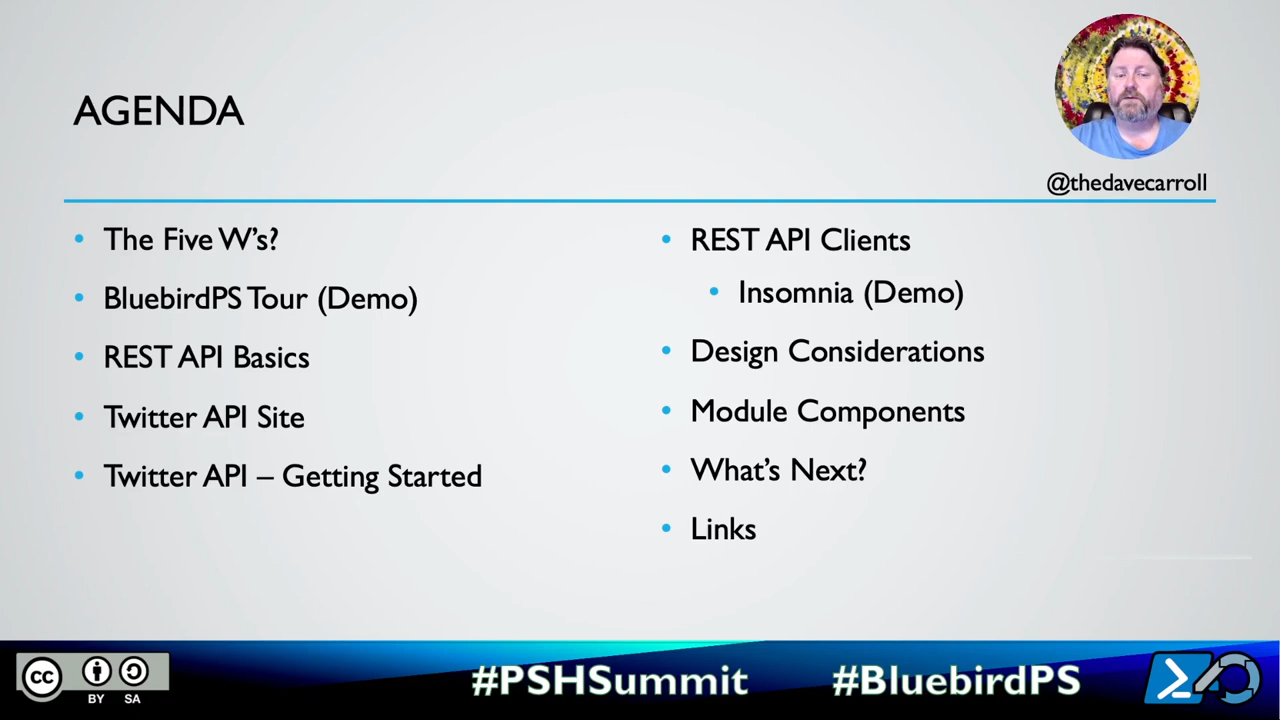 AGENDA
@thedavecarroll
The Five W's?
BluebirdPS Tour (Demo)
REST API Basics
Twitter API Site
Twitter API – Getting Started
REST API Clients
Insomnia (Demo)
Design Considerations
Module Components
What's Next?
Links
cc
BY SA
#PSHSummit #BluebirdPS